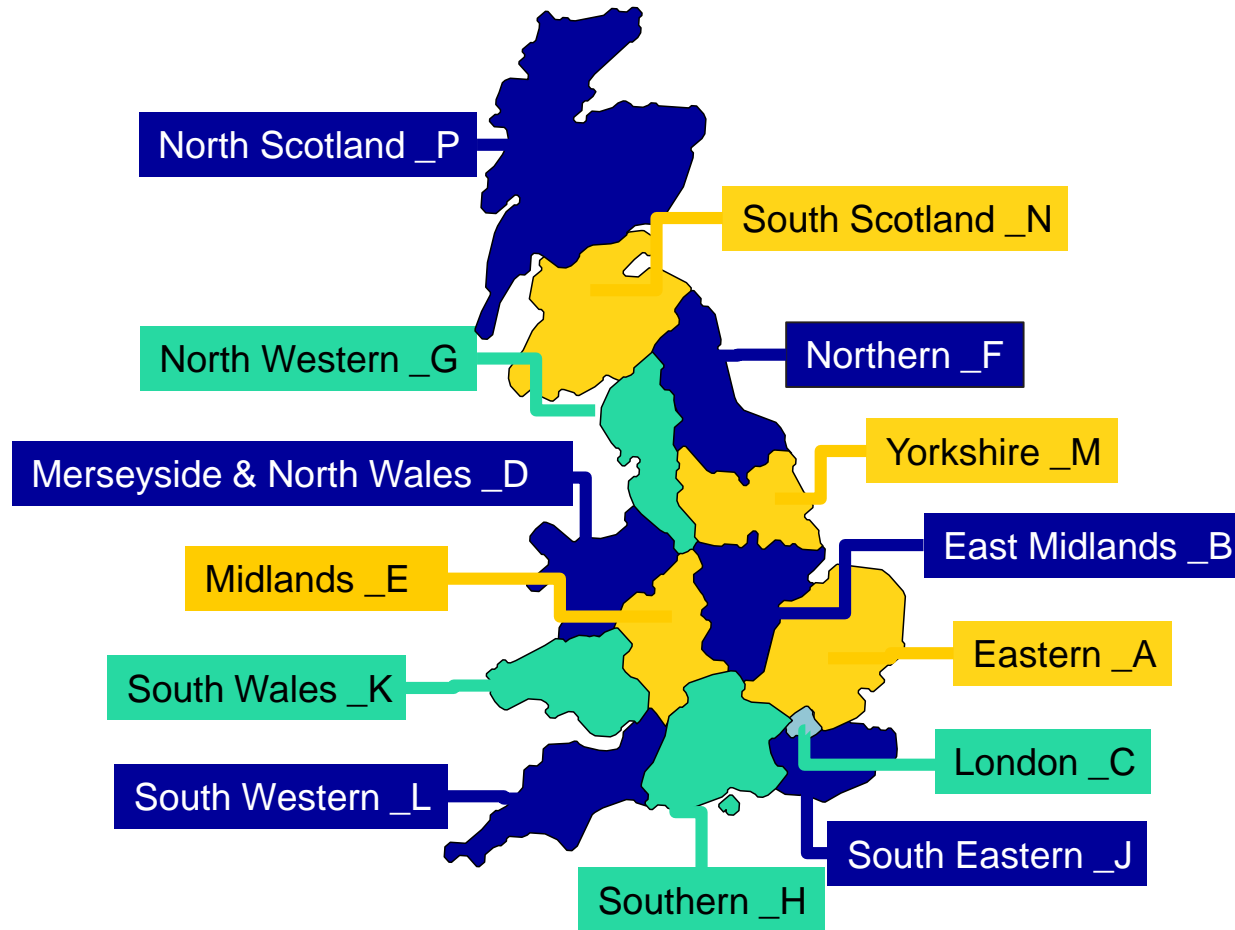 North Scotland _P
South Scotland _N
North Western _G
Northern _F
Yorkshire _M
Merseyside & North Wales _D
East Midlands _B
Midlands _E
Eastern _A
South Wales _K
London _C
South Western _L
South Eastern _J
Southern _H